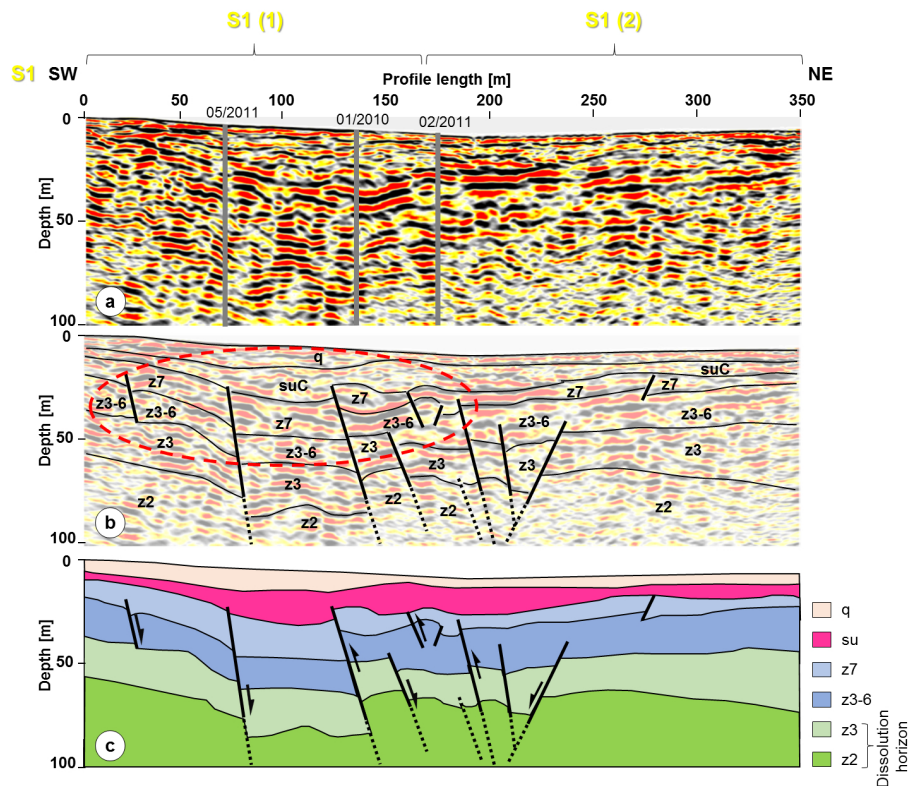 S1 (1) S1 (2)
S1 SW Profile length [m] NE
0 50 100 150 200 250 300 350
05/2011 01/2010 02/2011
0
50
100
Depth [m]
a
0
50
100
Depth [m]
q
suC
suC
z7
z7
z7
z7
z7
z3-6
z3-6
z3-6
z3-6
z3-6
z3-6
z3
z3
z3
z3
z3
z3
z2
z2
z2
z2
z2
b
0
50
100
Depth [m]
c
q
su
z7
z3-6
z3
z2
Dissolution
horizon